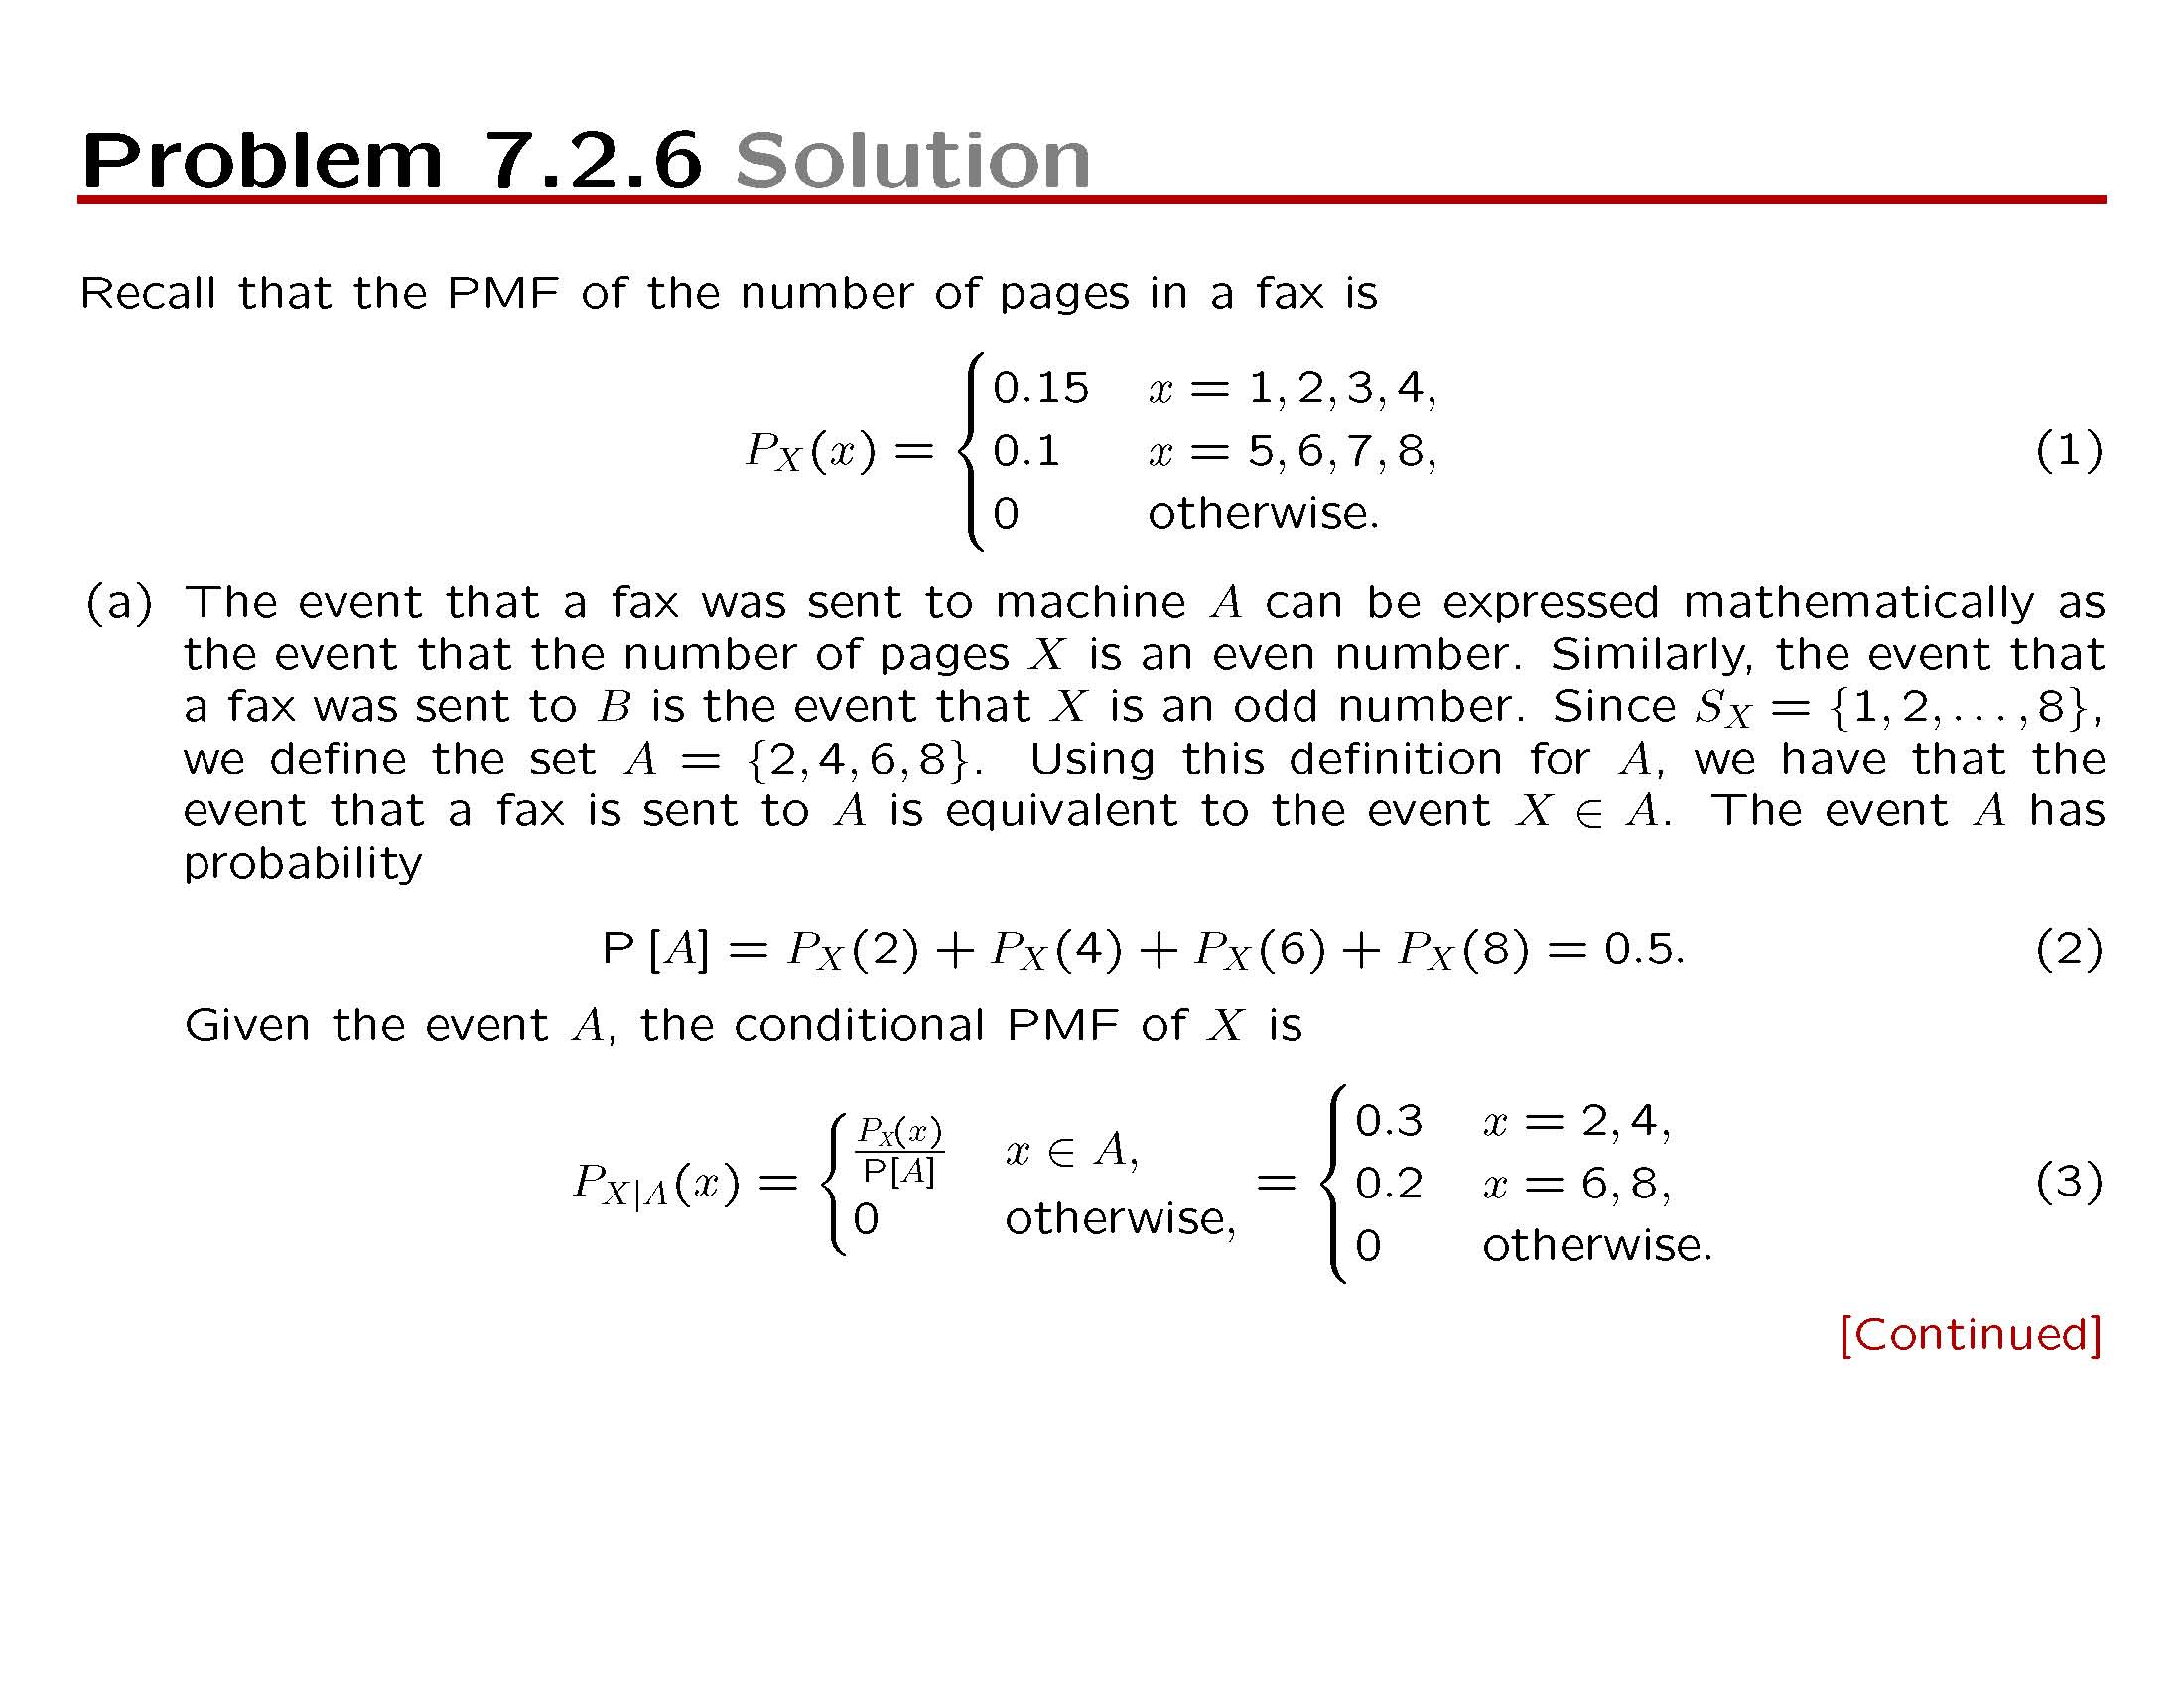 Problem 7.2.6 Solution
Recall that the PMF of the number of pages in a fax is
P_X(x) = { 0.15 x = 1, 2, 3, 4,
0.1 x = 5, 6, 7, 8,
0 otherwise. (1)
(a) The event that a fax was sent to machine A can be expressed mathematically as
the event that the number of pages X is an even number. Similarly, the event that
a fax was sent to B is the event that X is an odd number. Since S_X = {1, 2, . . . , 8},
we define the set A = {2, 4, 6, 8}. Using this definition for A, we have that the
event that a fax is sent to A is equivalent to the event X ∈ A. The event A has
probability
P [A] = P_X(2) + P_X(4) + P_X(6) + P_X(8) = 0.5. (2)
Given the event A, the conditional PMF of X is
P_{X|A}(x) = { P_X(x)/P[A] x ∈ A, 0 otherwise, = { 0.3 x = 2, 4,
0.2 x = 6, 8,
0 otherwise. (3)
[Continued]